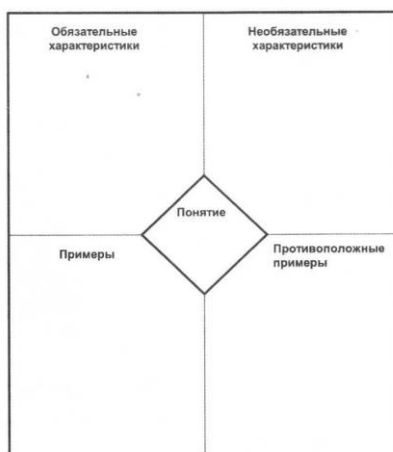 Обязательные
характеристики
Необязательные
характеристики
Понятие
Примеры
Противоположные
примеры